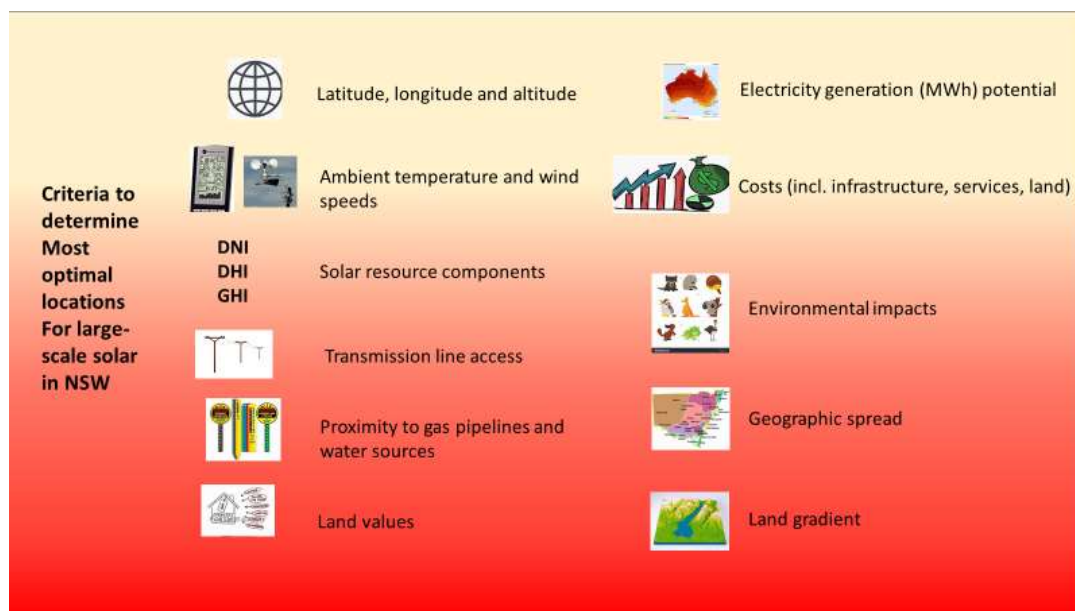 Criteria to
determine
Most
optimal
locations
For large-
scale solar
in NSW
Latitude, longitude and altitude
Ambient temperature and wind
speeds
DNI
DHI
GHI
Solar resource components
Transmission line access
Proximity to gas pipelines and
water sources
Land values
Electricity generation (MWh) potential
Costs (incl. infrastructure, services, land)
Environmental impacts
Geographic spread
Land gradient